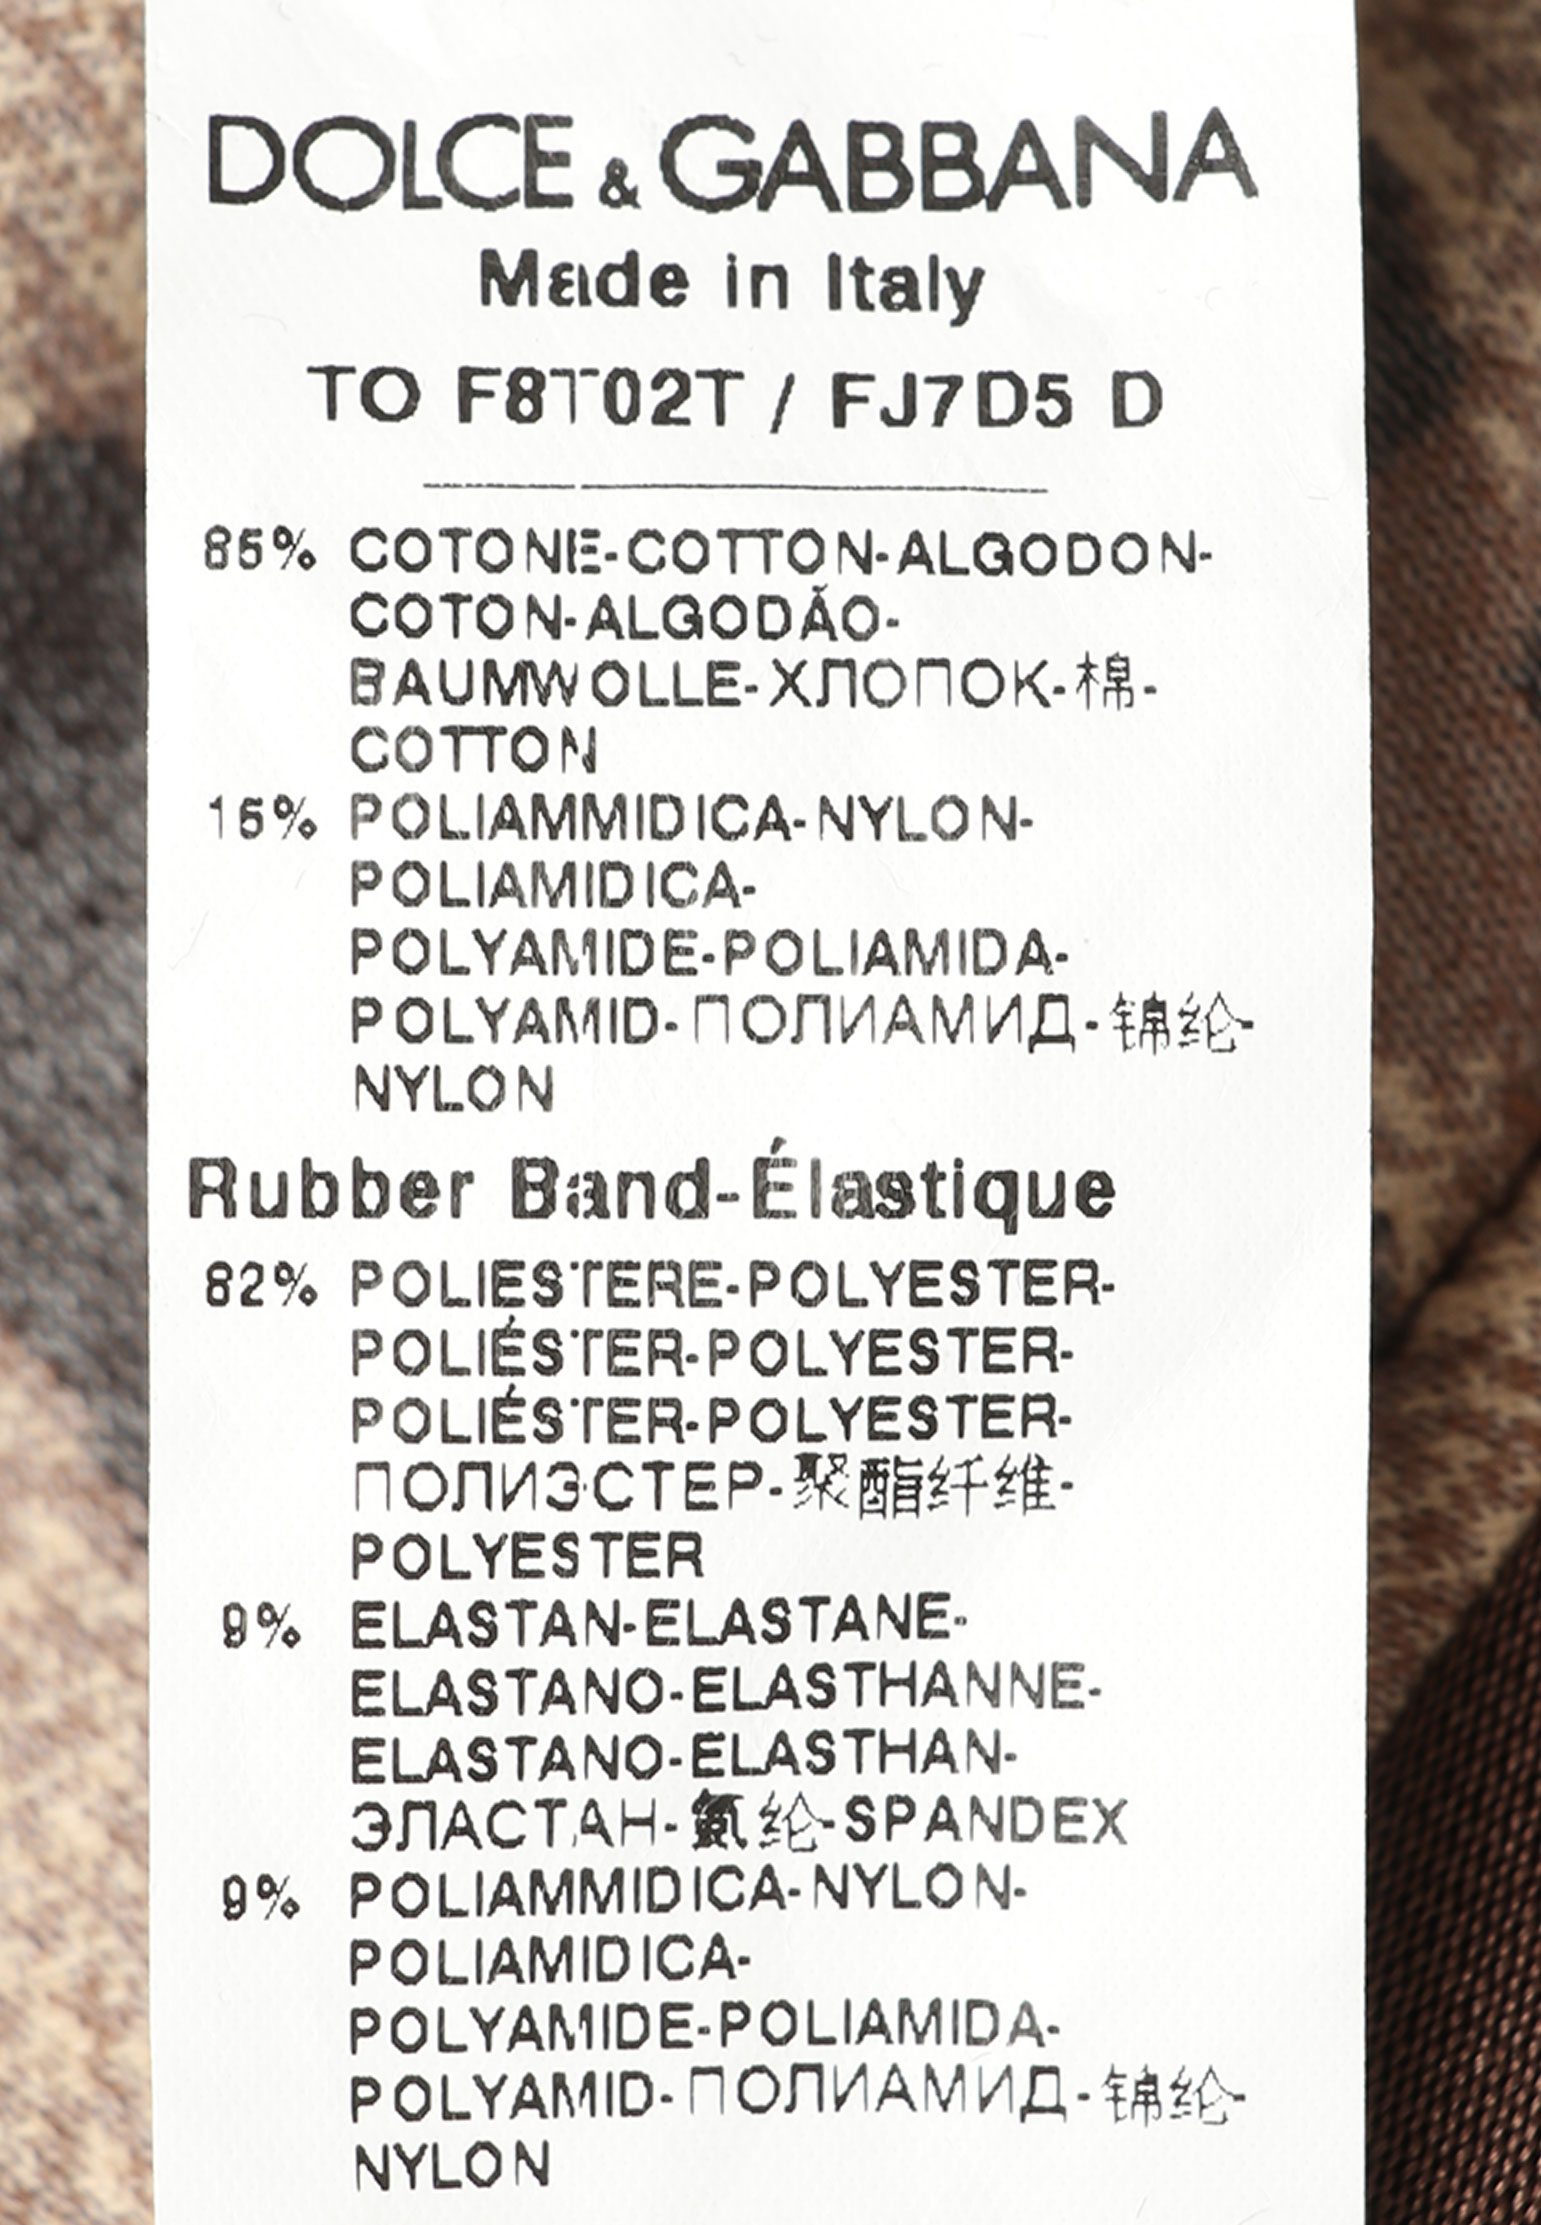 DOLCE & GABBANA
Made in Italy
TO F8T02T / FJ7D5 D
85% COTONE-COTTON-ALGODON-
COTON-ALGODÃO-
BAUMWOLLE-ХЛОПОК-棉-
COTTON
15% POLIAMMIDICA-NYLON-
POLIAMIDICA-
POLYAMIDE-POLIAMIDA-
POLYAMID-ПОЛИАМИД-锦纶-
NYLON
Rubber Band-Élastique
82% POLIESTERE-POLYESTER-
POLIÉSTER-POLYESTER-
POLIÉSTER-POLYESTER-
ПОЛИЭСТЕР-聚酯纤维-
POLYESTER
9% ELASTAN-ELASTANE-
ELASTANO-ELASTHANNE-
ELASTANO-ELASTHAN-
ЭЛАСТАН-氨纶-SPANDEX
9% POLIAMMIDICA-NYLON-
POLIAMIDICA-
POLYAMIDE-POLIAMIDA-
POLYAMID-ПОЛИАМИД-锦纶-
NYLON